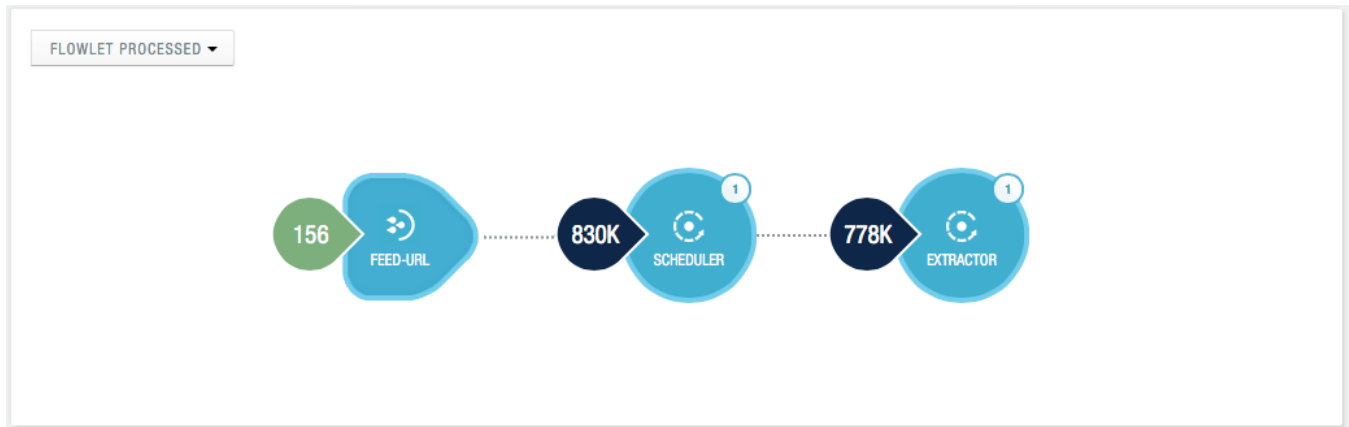 FLOWLET PROCESSED
156
FEED-URL
830K
SCHEDULER
1
778K
EXTRACTOR
1